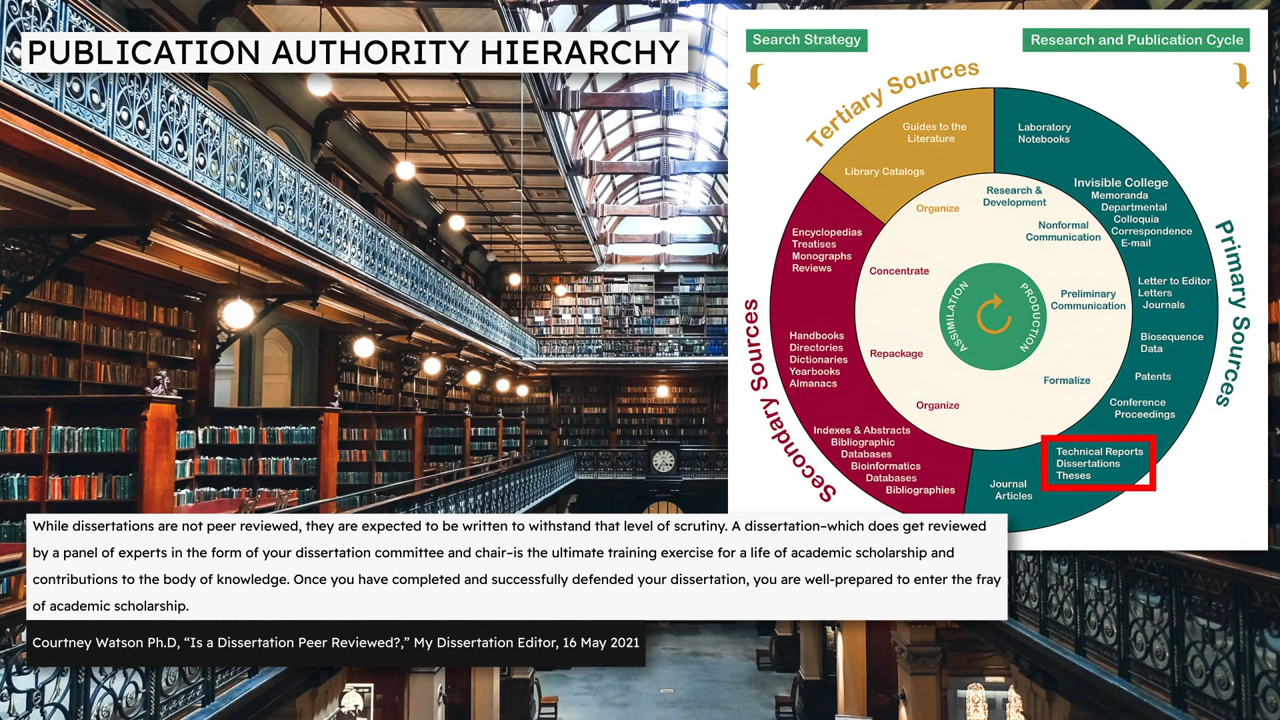 PUBLICATION AUTHORITY HIERARCHY
Search Strategy
Research and Publication Cycle
Tertiary Sources
Guides to the
Literature
Library Catalogs
Laboratory
Notebooks
Invisible College
Memoranda
Departmental
Colloquia
Correspondence
E-mail
Letter to Editor
Letters
Journals
Biosequence
Data
Patents
Conference
Proceedings
Technical Reports
Dissertations
Theses
Journal
Articles
Primary Sources
Encyclopedias
Treatises
Monographs
Reviews
Handbooks
Directories
Dictionaries
Yearbooks
Almanacs
Indexes & Abstracts
Bibliographic
Databases
Bioinformatics
Databases
Bibliographies
Secondary Sources
Organize
Research &
Development
Nonformal
Communication
Concentrate
Preliminary
Communication
Repackage
Formalize
Organize
ASSIMILATION
PRODUCTION
While dissertations are not peer reviewed, they are expected to be written to withstand that level of scrutiny. A dissertation–which does get reviewed
by a panel of experts in the form of your dissertation committee and chair–is the ultimate training exercise for a life of academic scholarship and
contributions to the body of knowledge. Once you have completed and successfully defended your dissertation, you are well-prepared to enter the fray
of academic scholarship.
Courtney Watson Ph.D, “Is a Dissertation Peer Reviewed?,” My Dissertation Editor, 16 May 2021